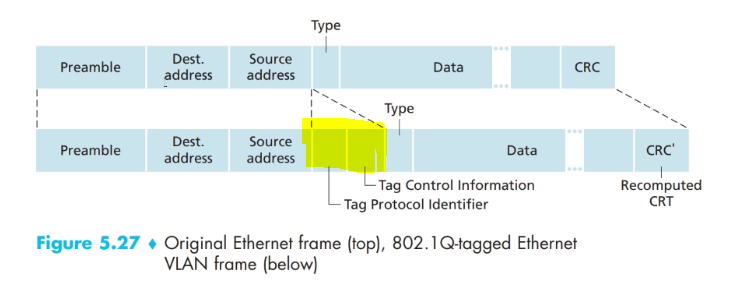 Type
Preamble
Dest.
address
Source
address
Data
CRC
Type
Preamble
Dest.
address
Source
address
Data
CRC'
Tag Control Information
Tag Protocol Identifier
Recomputed
CRT
Figure 5.27 ♦ Original Ethernet frame (top), 802.1Q-tagged Ethernet
VLAN frame (below)